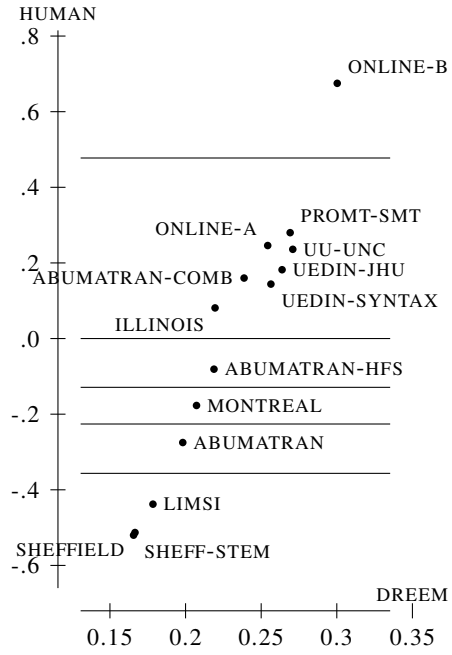 HUMAN
.8
ONLINE-B
.6
.4
PROMT-SMT
ONLINE-A
UU-UNC
.2
ABUMATRAN-COMB
UEDIN-JHU
UEDIN-SYNTAX
ILLINOIS
.0
ABUMATRAN-HFS
MONTREAL
-.2
ABUMATRAN
-.4
LIMSI
SHEFFIELD
SHEFF-STEM
-.6
DREEM
0.15 0.2 0.25 0.3 0.35